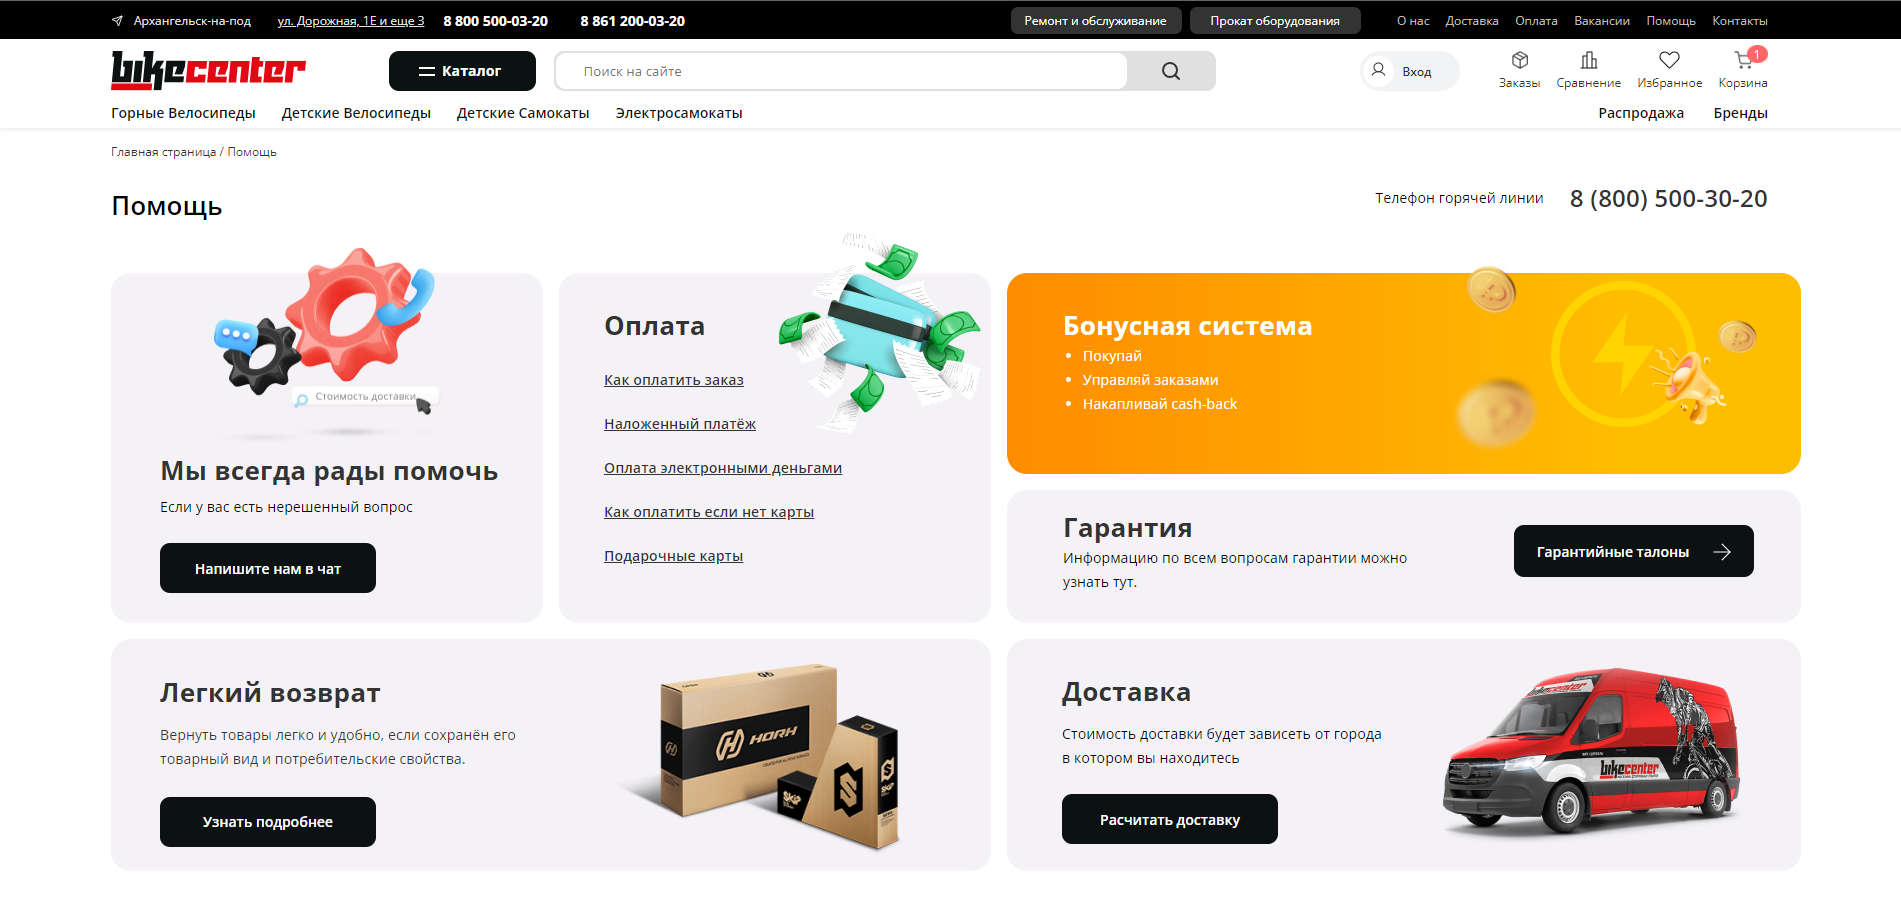 Архангельск-на-под
ул. Дорожная, 1Е и еще 3
8 800 500-03-20
8 861 200-03-20
Ремонт и обслуживание
Прокат оборудования
О нас
Доставка
Оплата
Вакансии
Помощь
Контакты
bikecenter
Каталог
Поиск на сайте
Вход
Заказы
Сравнение
Избранное
1
Корзина
Горные Велосипеды
Детские Велосипеды
Детские Самокаты
Электросамокаты
Распродажа
Бренды
Главная страница / Помощь
Помощь
Телефон горячей линии
8 (800) 500-30-20
Стоимость доставки
Мы всегда рады помочь
Если у вас есть нерешенный вопрос
Напишите нам в чат
Оплата
Как оплатить заказ
Наложенный платёж
Оплата электронными деньгами
Как оплатить если нет карты
Подарочные карты
Бонусная система
Покупай
Управляй заказами
Накапливай cash-back
Гарантия
Информацию по всем вопросам гарантии можно
узнать тут.
Гарантийные талоны
Легкий возврат
Вернуть товары легко и удобно, если сохранён его
товарный вид и потребительские свойства.
Узнать подробнее
HORH
SKIF
Доставка
Стоимость доставки будет зависеть от города
в котором вы находитесь
Расчитать доставку
bikecenter
bikecenter